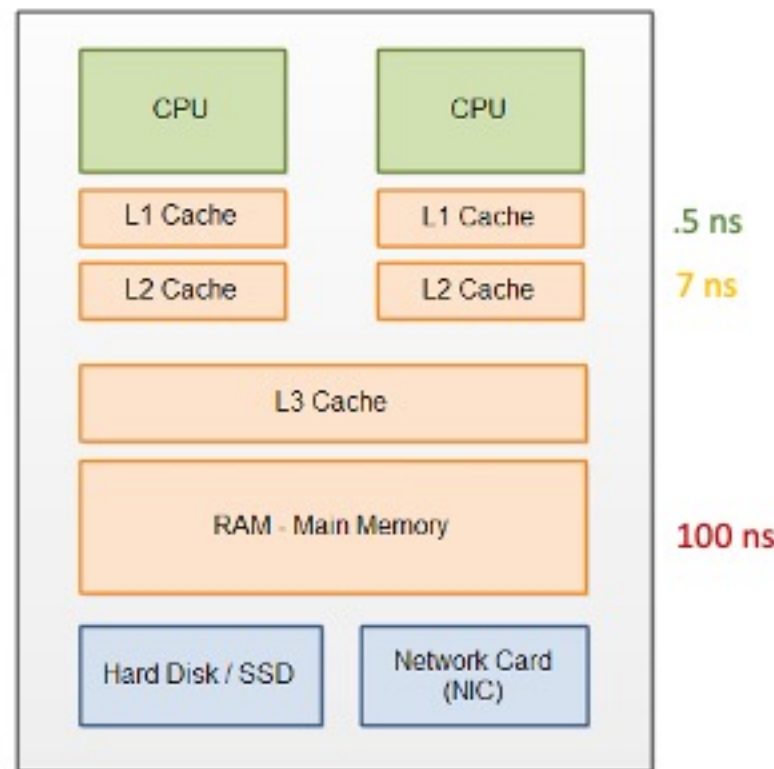 CPU
CPU
L1 Cache
L1 Cache
.5 ns
L2 Cache
L2 Cache
7 ns
L3 Cache
RAM - Main Memory
100 ns
Hard Disk / SSD
Network Card
(NIC)